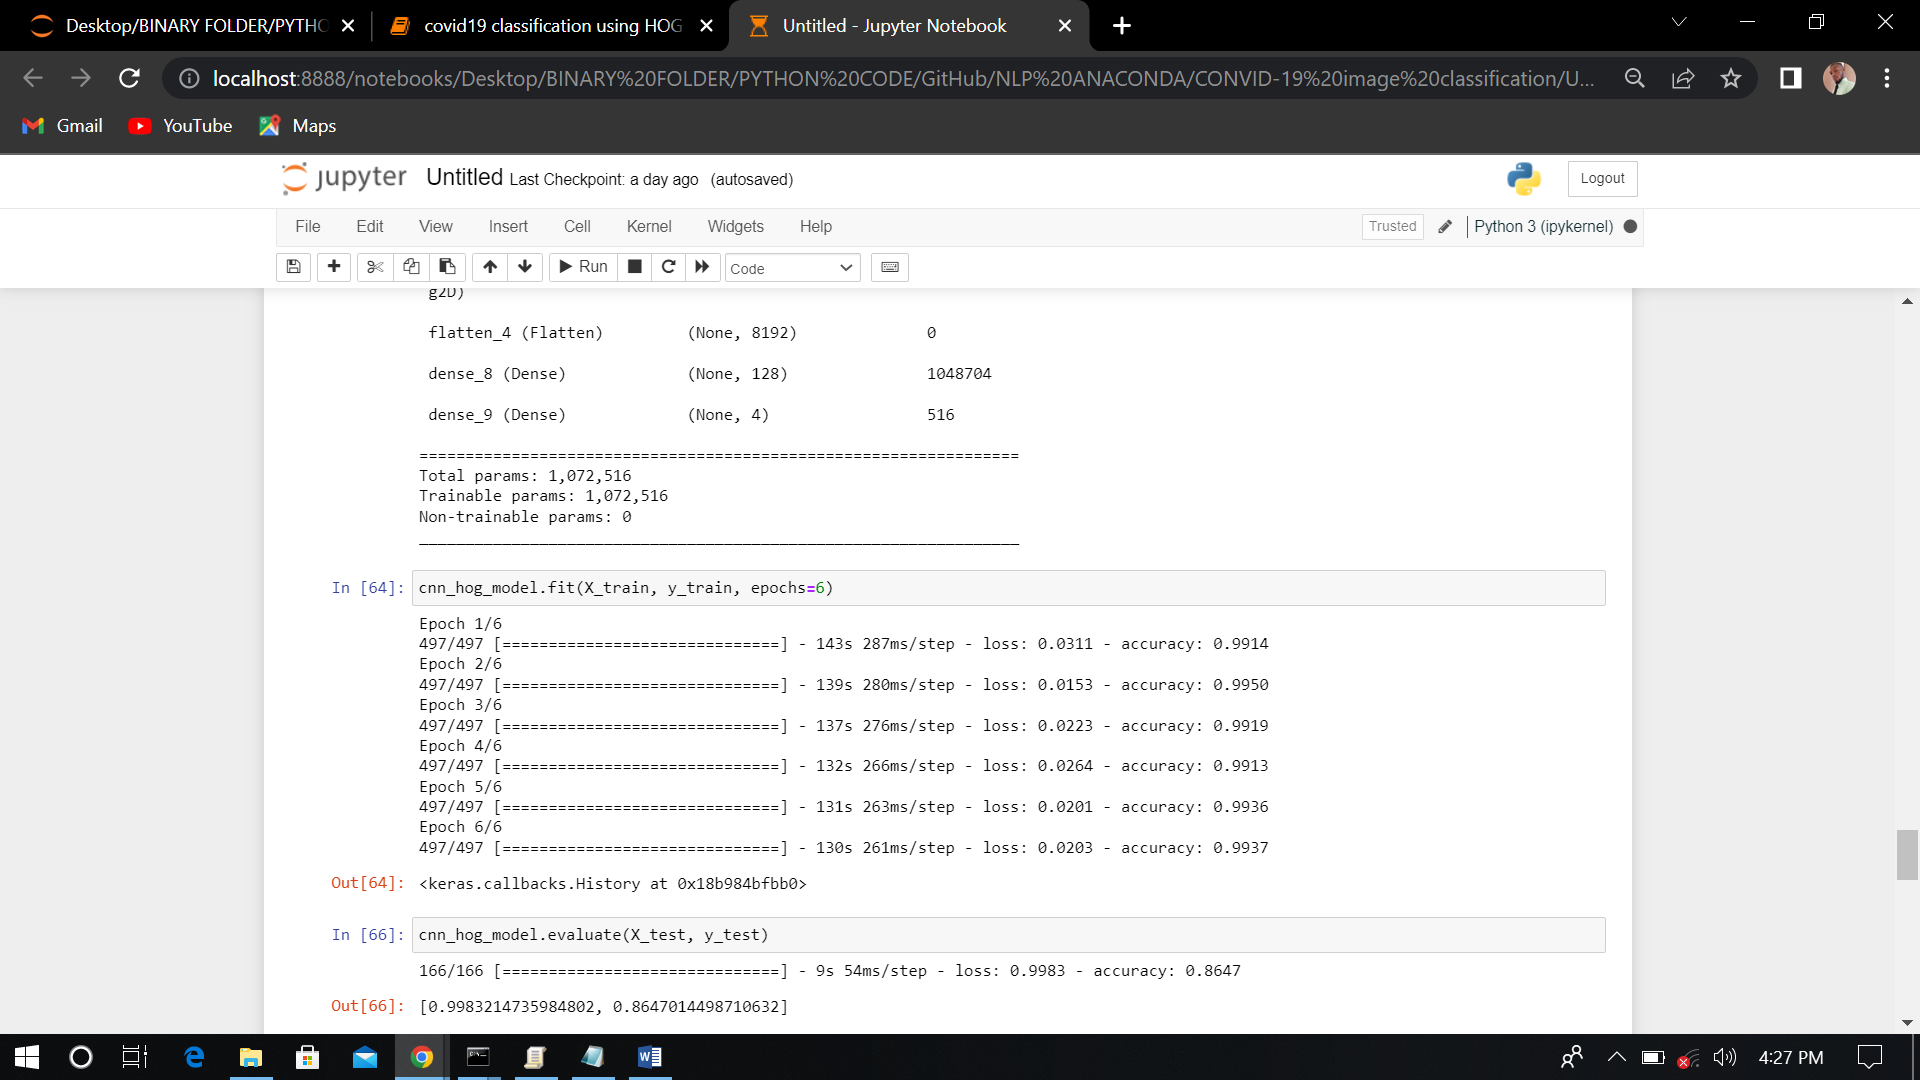 Desktop/BINARY FOLDER/PYTHO
covid19 classification using HOG
Untitled - Jupyter Notebook
localhost:8888/notebooks/Desktop/BINARY%20FOLDER/PYTHON%20CODE/GitHub/NLP%20ANACONDA/CONVID-19%20image%20classification/U...
Gmail
YouTube
Maps
jupyter Untitled Last Checkpoint: a day ago (autosaved)
Logout
File Edit View Insert Cell Kernel Widgets Help
Trusted
Python 3 (ipykernel)
Run
Code
g2D)
flatten_4 (Flatten) (None, 8192) 0
dense_8 (Dense) (None, 128) 1048704
dense_9 (Dense) (None, 4) 516
=================================================================
Total params: 1,072,516
Trainable params: 1,072,516
Non-trainable params: 0
_________________________________________________________________
In [64]: cnn_hog_model.fit(X_train, y_train, epochs=6)
Epoch 1/6
497/497 [==============================] - 143s 287ms/step - loss: 0.0311 - accuracy: 0.9914
Epoch 2/6
497/497 [==============================] - 139s 280ms/step - loss: 0.0153 - accuracy: 0.9950
Epoch 3/6
497/497 [==============================] - 137s 276ms/step - loss: 0.0223 - accuracy: 0.9919
Epoch 4/6
497/497 [==============================] - 132s 266ms/step - loss: 0.0264 - accuracy: 0.9913
Epoch 5/6
497/497 [==============================] - 131s 263ms/step - loss: 0.0201 - accuracy: 0.9936
Epoch 6/6
497/497 [==============================] - 130s 261ms/step - loss: 0.0203 - accuracy: 0.9937
Out[64]: <keras.callbacks.History at 0x18b984bfbb0>
In [66]: cnn_hog_model.evaluate(X_test, y_test)
166/166 [==============================] - 9s 54ms/step - loss: 0.9983 - accuracy: 0.8647
Out[66]: [0.9983214735984802, 0.8647014498710632]
4:27 PM